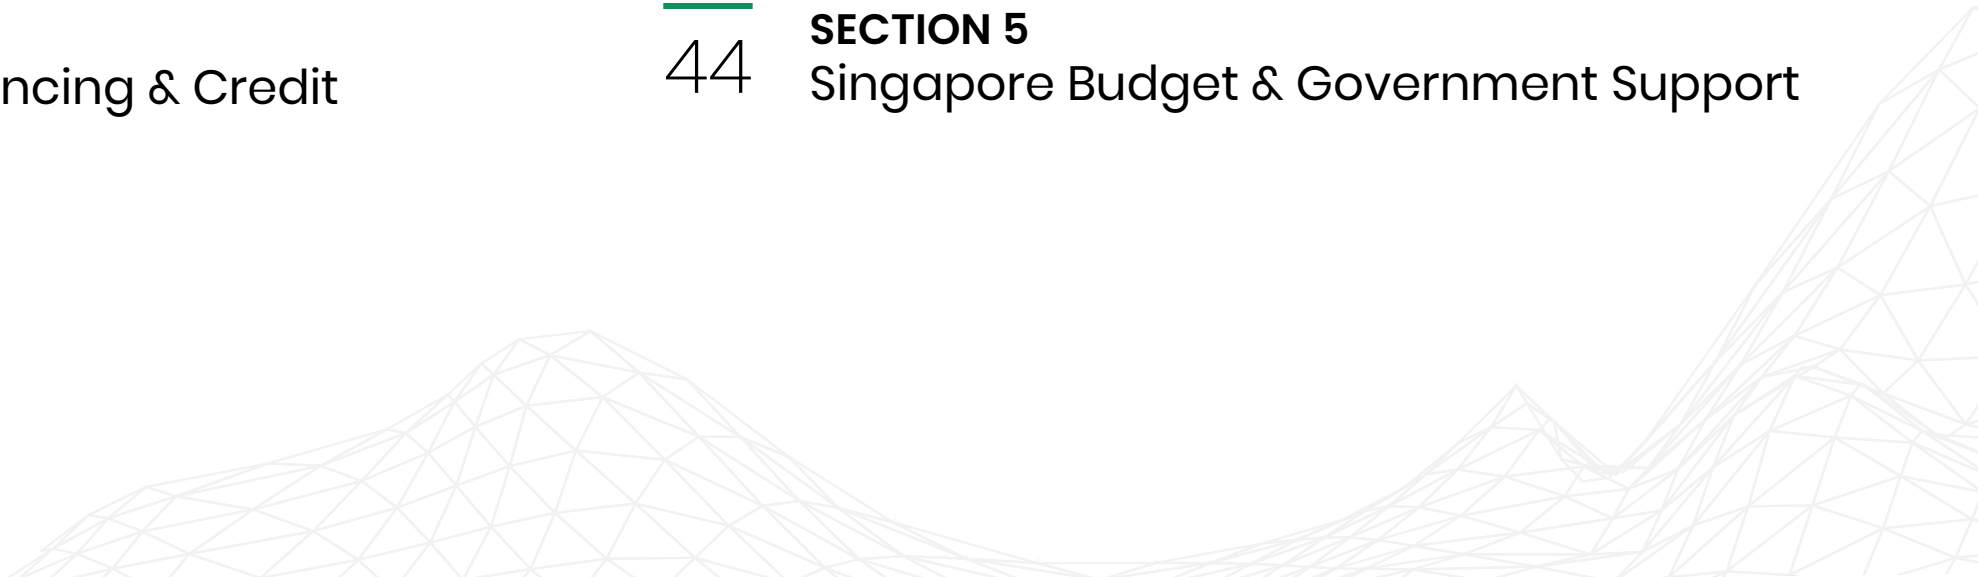 ncing & Credit
44
SECTION 5
Singapore Budget & Government Support